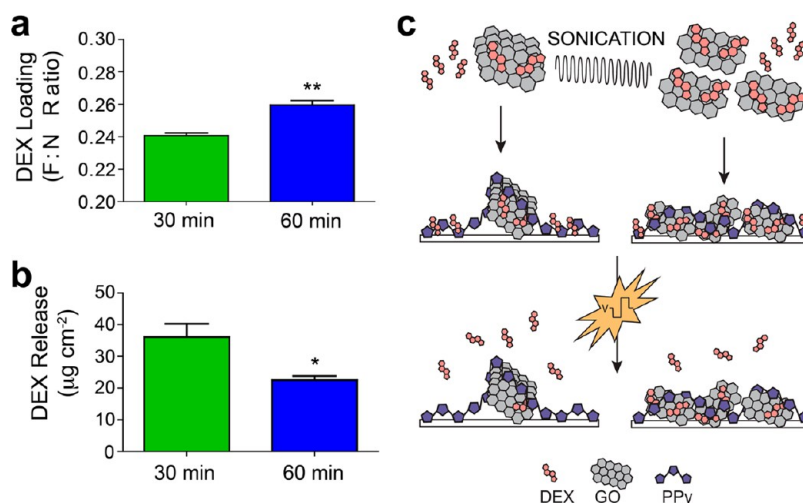 a
DEX Loading
(F:N Ratio)
0.30
0.28
0.26
0.24
0.22
0.20
**
30 min
60 min
b
DEX Release
(µg cm-2)
50
40
30
20
10
0
*
30 min
60 min
c
SONICATION
V
DEX
GO
PPy